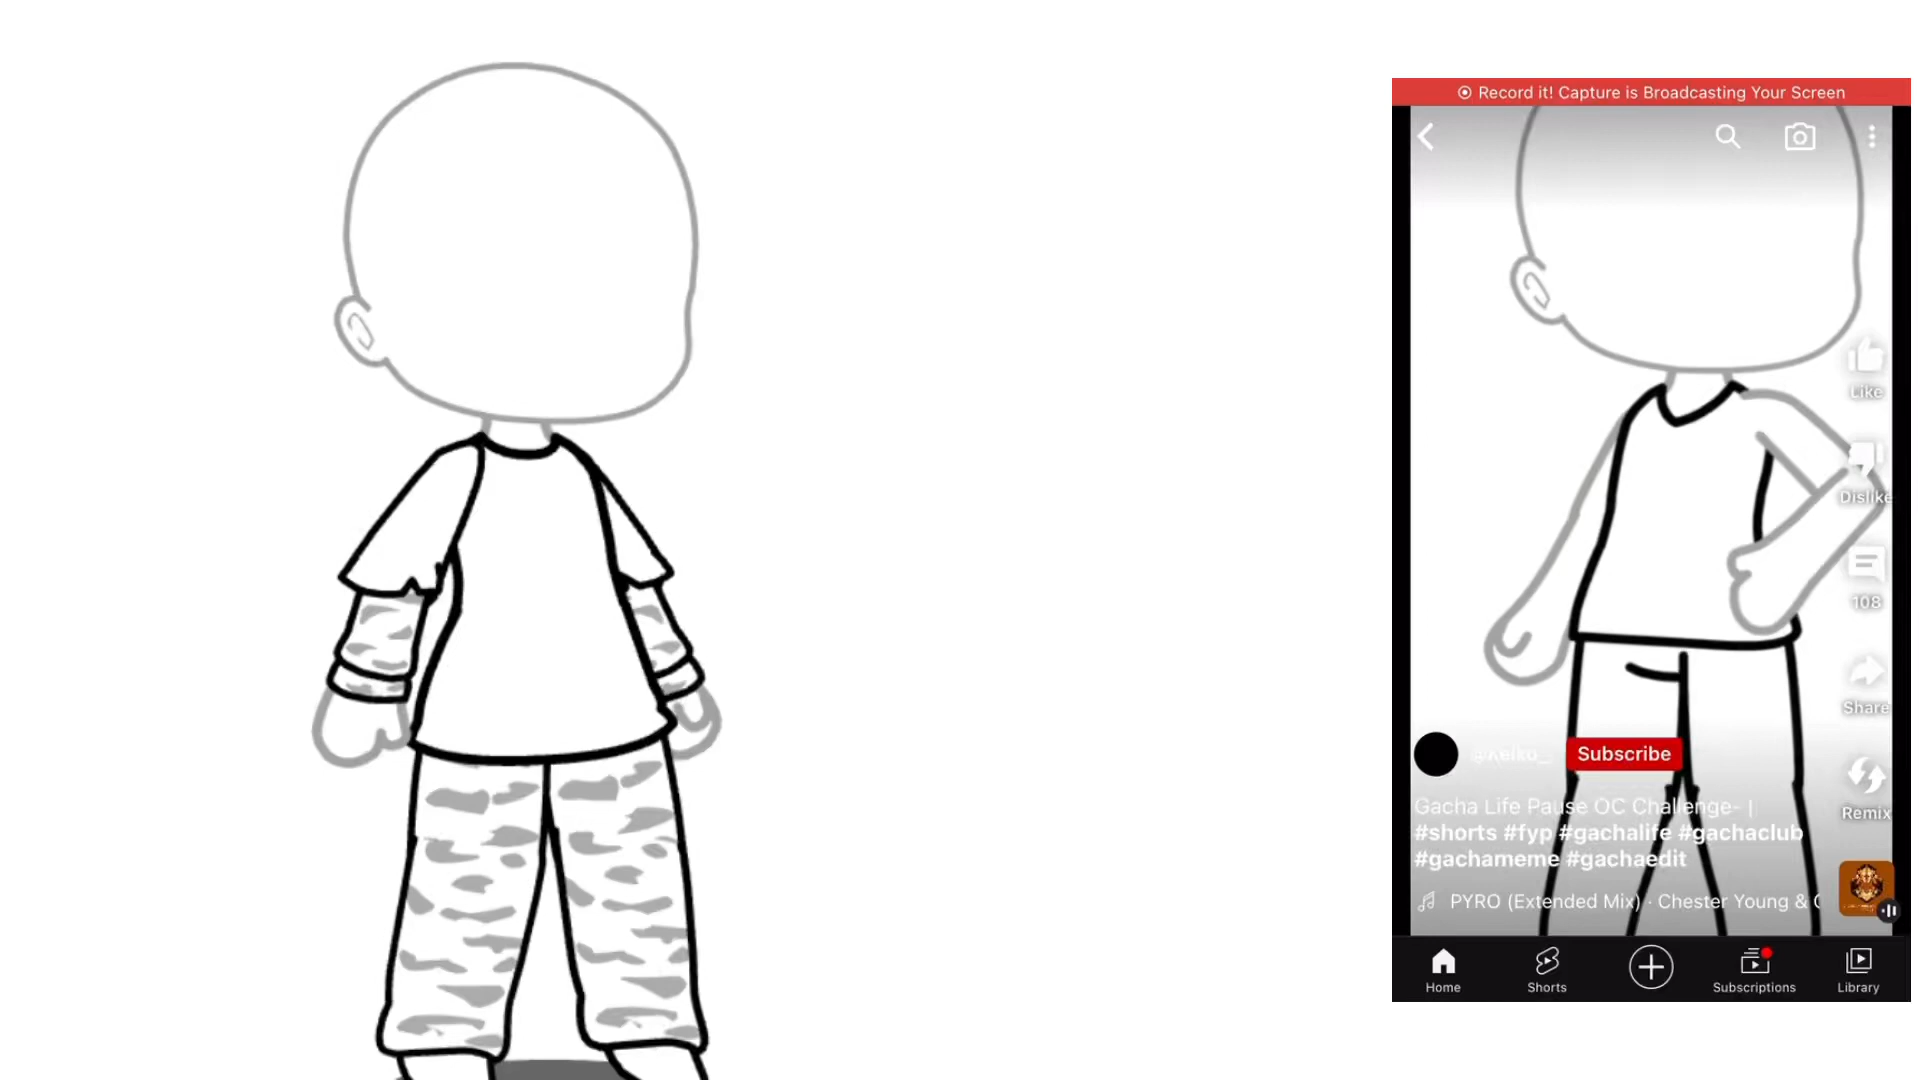 Record it! Capture is Broadcasting Your Screen
Like
Dislike
108
Share
@Keiko_
Subscribe
Gacha Life Pause OC Challenge- |
#shorts #fyp #gachalife #gachaclub
#gachameme #gachaedit
Remix
PYRO (Extended Mix) · Chester Young & 
Home
Shorts
Subscriptions
Library